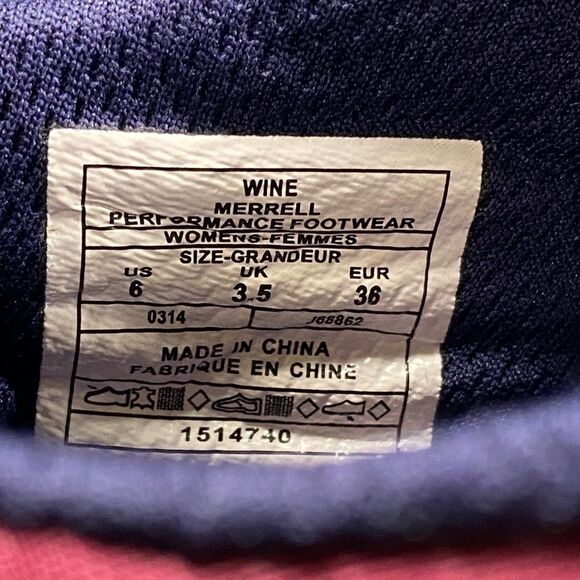 WINE
MERRELL
PERFORMANCE FOOTWEAR
WOMENS-FEMMES
SIZE-GRANDEUR
US UK EUR
6 3.5 36
0314 J68862
MADE IN CHINA
FABRIQUE EN CHINE
1514740